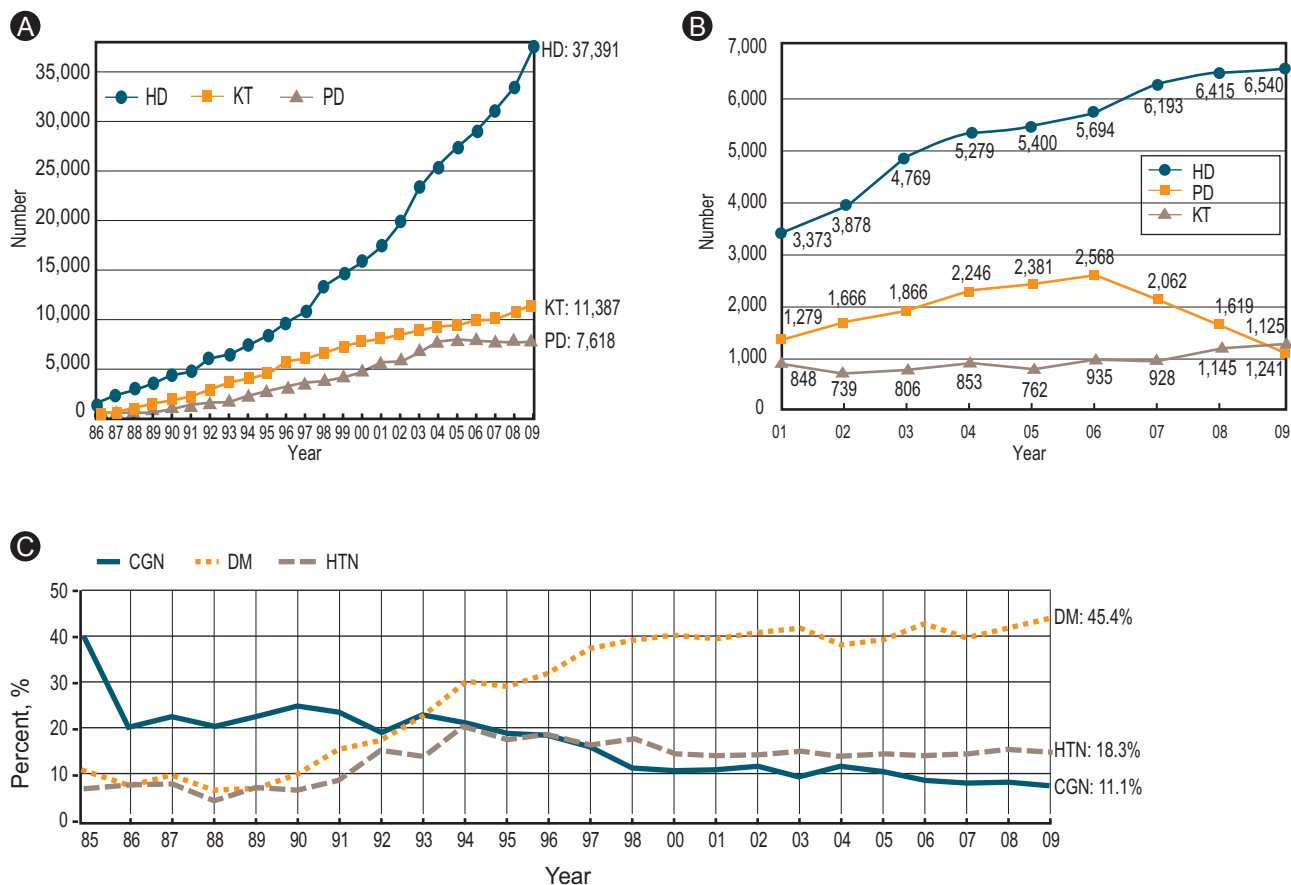 A
Number
35,000
30,000
25,000
20,000
15,000
10,000
5,000
0
HD KT PD
HD: 37,391
KT: 11,387
PD: 7,618
86 87 88 89 90 91 92 93 94 95 96 97 98 99 00 01 02 03 04 05 06 07 08 09
Year
B
Number
7,000
6,000
5,000
4,000
3,000
2,000
1,000
0
3,373 3,878 4,769 5,279 5,400 5,694 6,193 6,415 6,540
HD
PD
KT
1,279 1,666 1,866 2,246 2,381 2,568 2,062 1,619 1,125
848 739 806 853 762 935 928 1,145 1,241
01 02 03 04 05 06 07 08 09
Year
C
CGN DM HTN
Percent, %
50
40
30
20
10
0
DM: 45.4%
HTN: 18.3%
CGN: 11.1%
85 86 87 88 89 90 91 92 93 94 95 96 97 98 00 01 02 03 04 05 06 07 08 09
Year